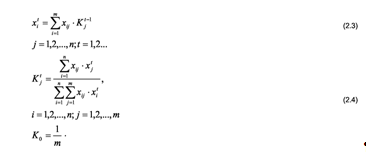 x_i^t = \sum_{i=1}^{m} x_{ij} \cdot K_j^{t-1} (2.3)
j = 1,2,...,n; t = 1,2...
K_j^t = \frac{\sum_{i=1}^{n} x_{ij} \cdot x_j^t}{\sum_{i=1}^{n} \sum_{j=1}^{m} x_{ij} \cdot x_i^t}, (2.4)
i = 1,2,...,n; j = 1,2,...,m
K_0 = \frac{1}{m} .